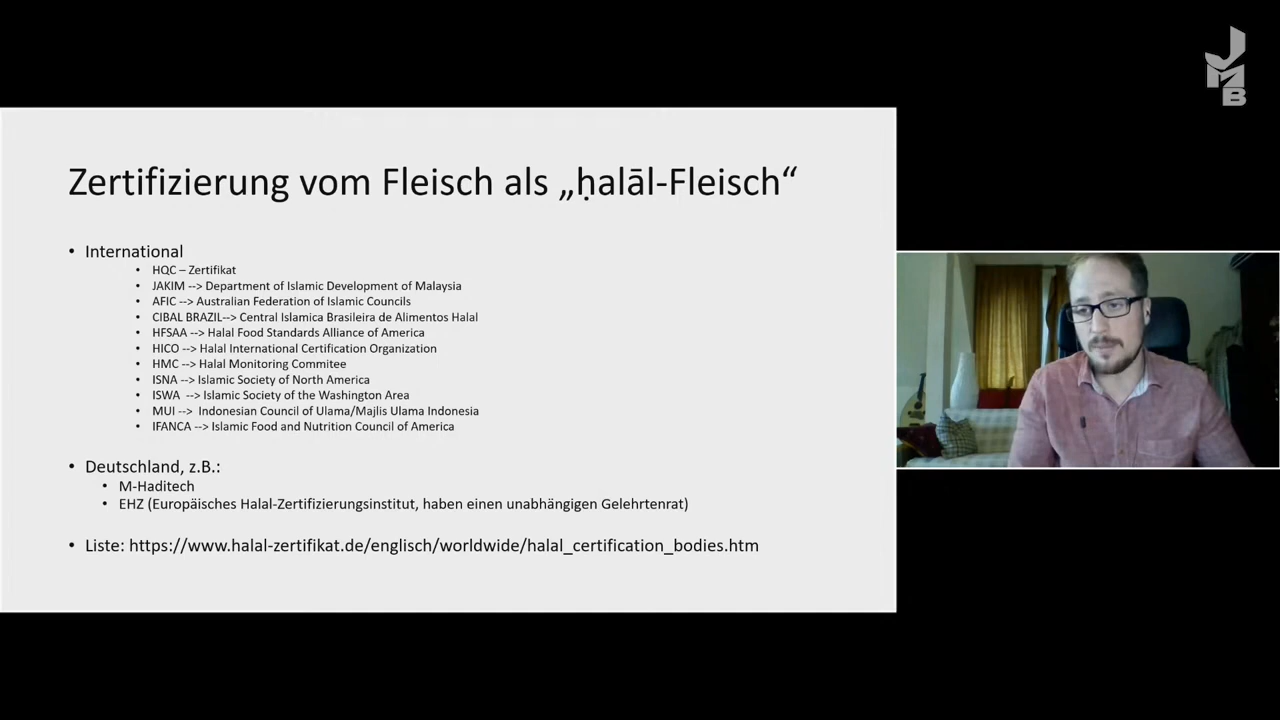 JMB
Zertifizierung vom Fleisch als „ḥalāl-Fleisch“
• International
• HQC – Zertifikat
• JAKIM --> Department of Islamic Development of Malaysia
• AFIC --> Australian Federation of Islamic Councils
• CIBAL BRAZIL--> Central Islamica Brasileira de Alimentos Halal
• HFSAA --> Halal Food Standards Alliance of America
• HICO --> Halal International Certification Organization
• HMC --> Halal Monitoring Commitee
• ISNA --> Islamic Society of North America
• ISWA --> Islamic Society of the Washington Area
• MUI --> Indonesian Council of Ulama/Majlis Ulama Indonesia
• IFANCA --> Islamic Food and Nutrition Council of America
• Deutschland, z.B.:
• M-Haditech
• EHZ (Europäisches Halal-Zertifizierungsinstitut, haben einen unabhängigen Gelehrtenrat)
• Liste: https://www.halal-zertifikat.de/englisch/worldwide/halal_certification_bodies.htm